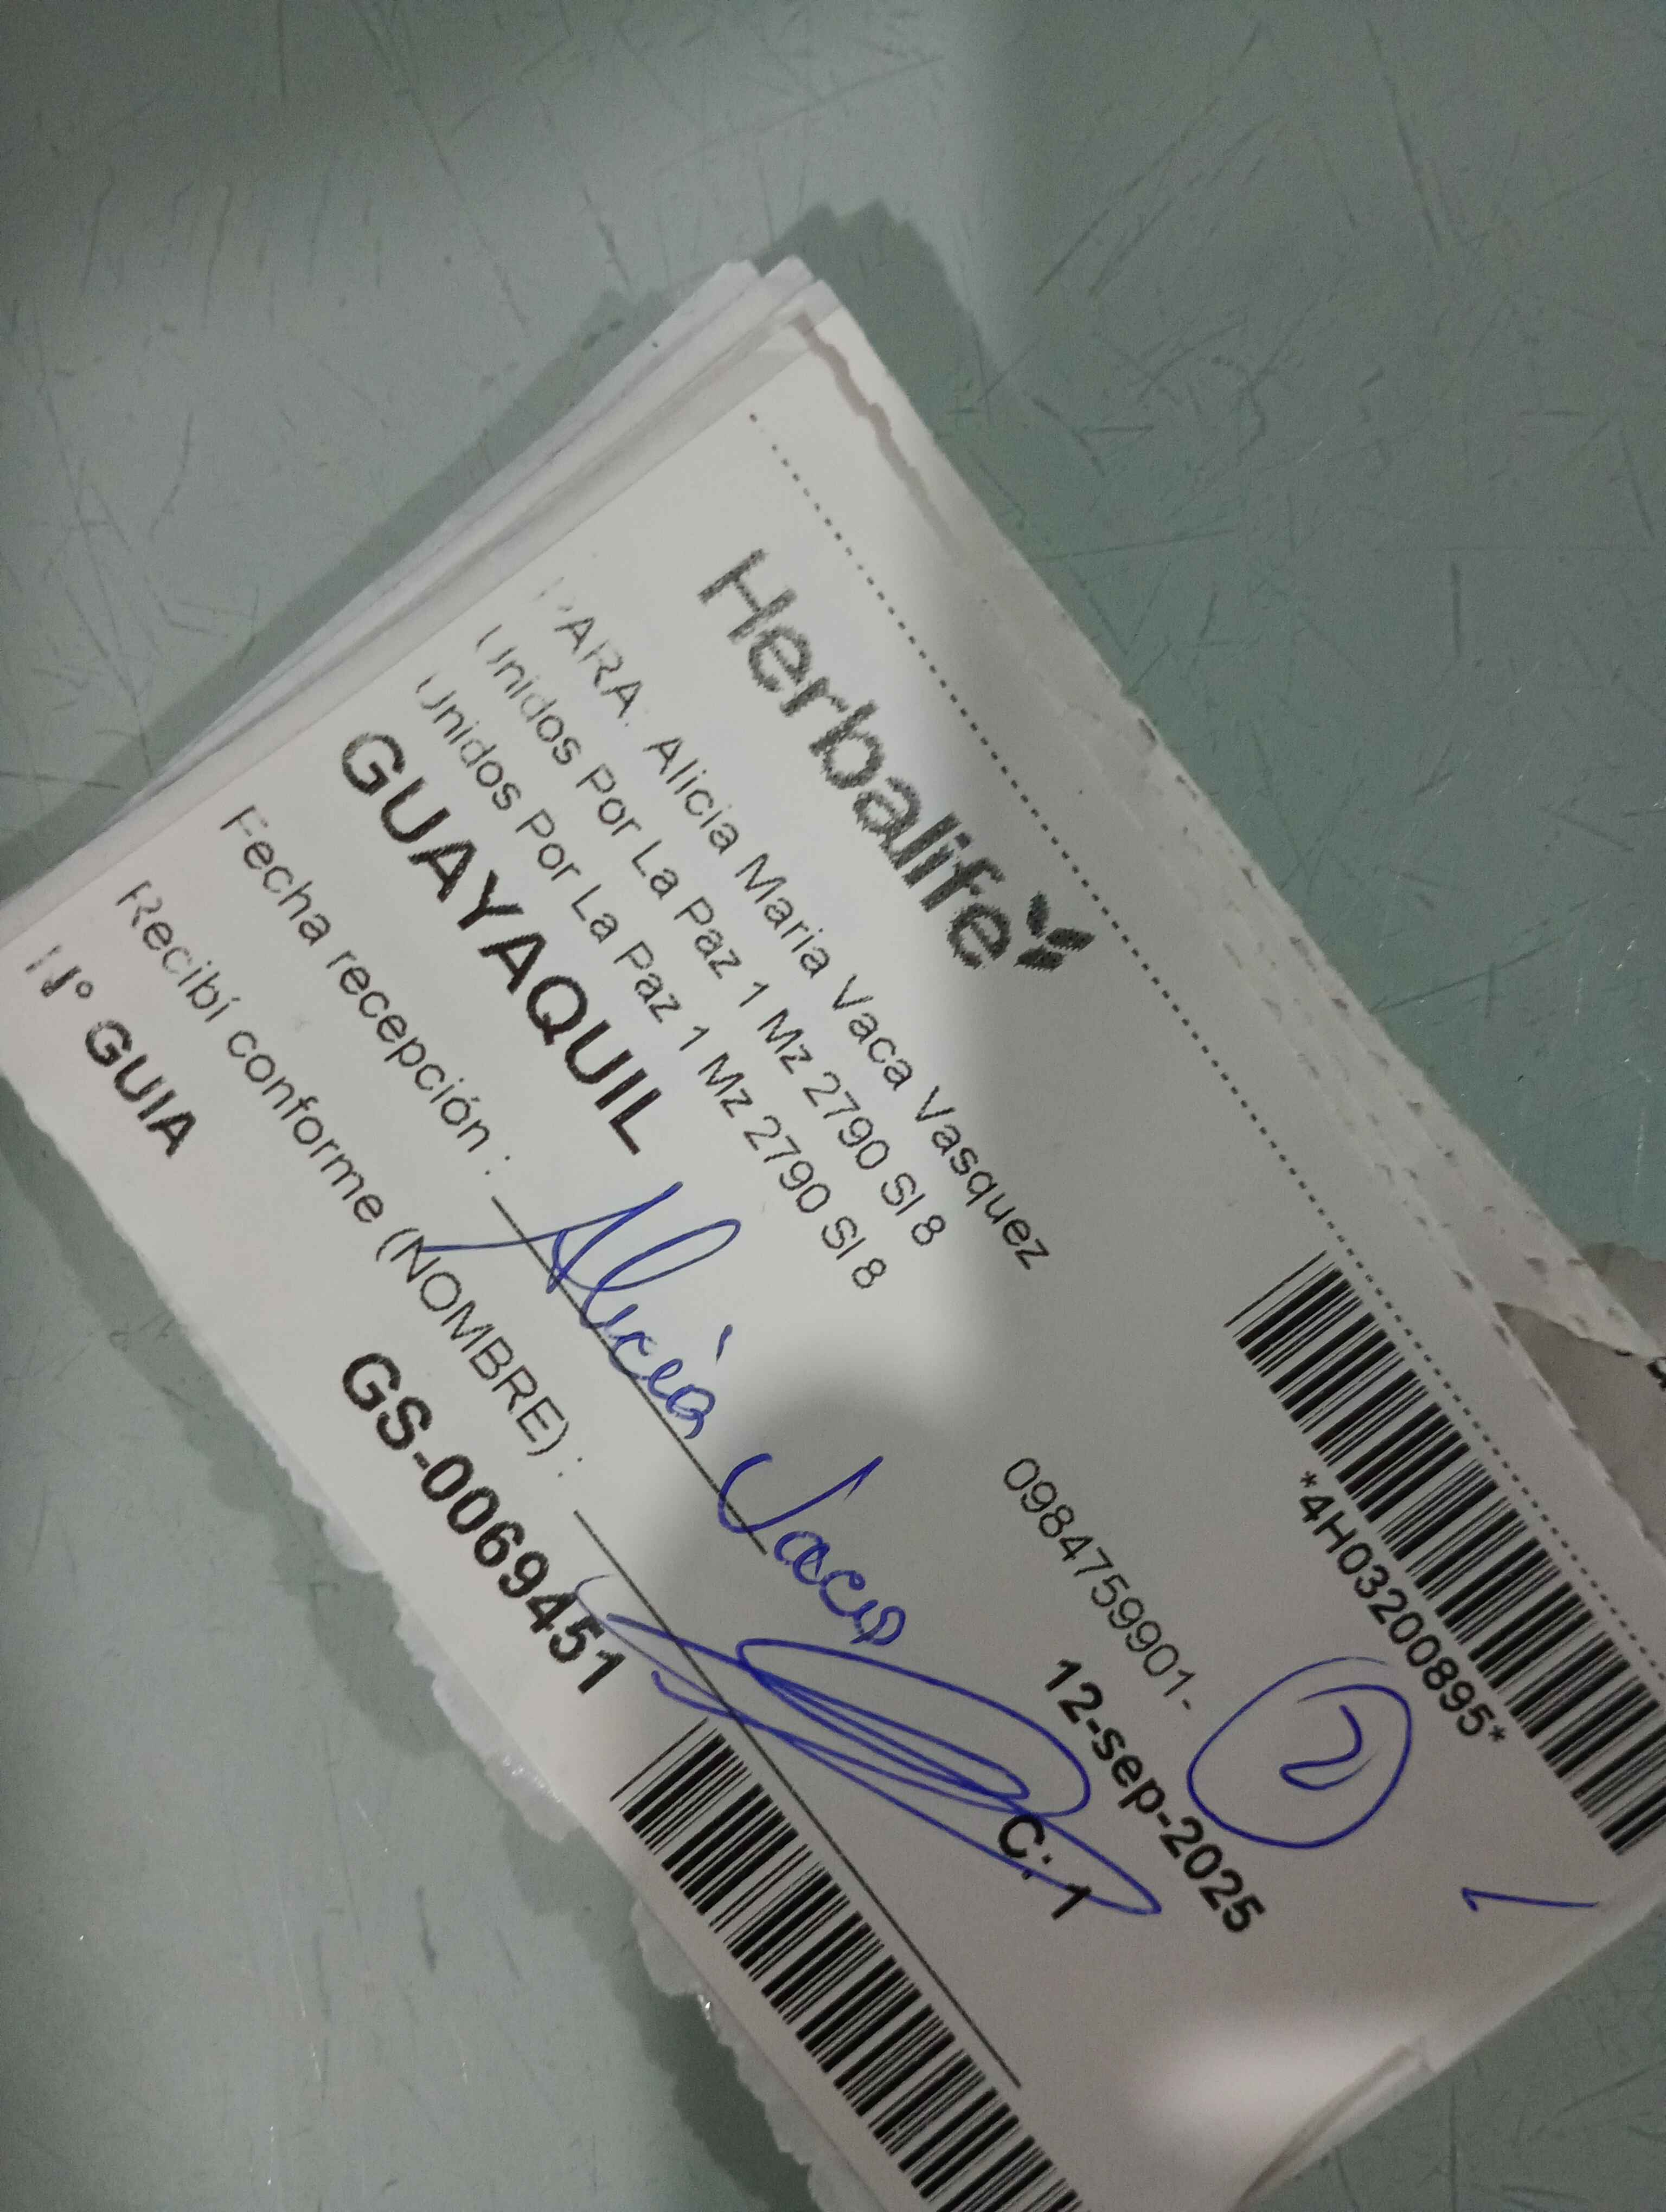 Herbalife
*4H03200895*
PARA: Alicia Maria Vaca Vasquez
Unidos Por La Paz 1 Mz 2790 Sl 8
Unidos Por La Paz 1 Mz 2790 Sl 8
0984759901-
2
GUAYAQUIL
12-sep-2025
Fecha recepción :
Alicia Vaca
C: 1
Recibí conforme (NOMBRE) :
N° GUIA
GS-0069451